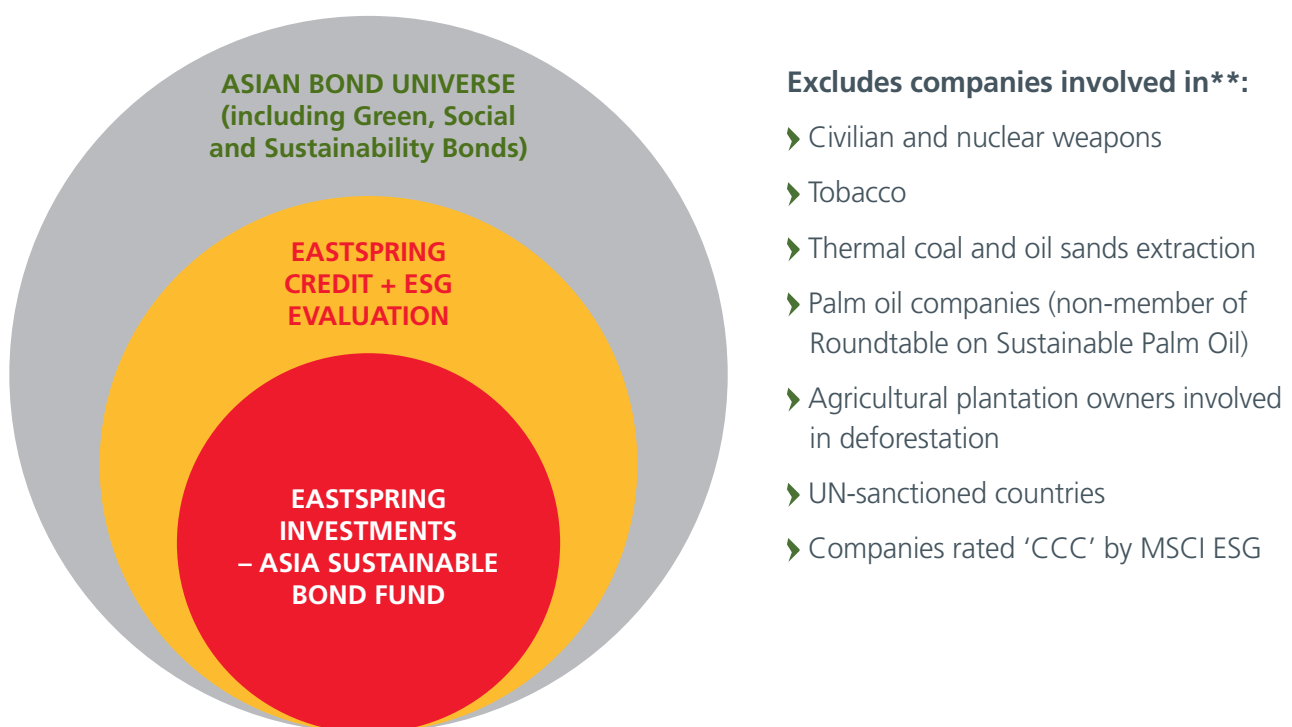 ASIAN BOND UNIVERSE
(including Green, Social
and Sustainability Bonds)
EASTSPRING
CREDIT + ESG
EVALUATION
EASTSPRING
INVESTMENTS
– ASIA SUSTAINABLE
BOND FUND
Excludes companies involved in**:
Civilian and nuclear weapons
Tobacco
Thermal coal and oil sands extraction
Palm oil companies (non-member of
Roundtable on Sustainable Palm Oil)
Agricultural plantation owners involved
in deforestation
UN-sanctioned countries
Companies rated ‘CCC’ by MSCI ESG